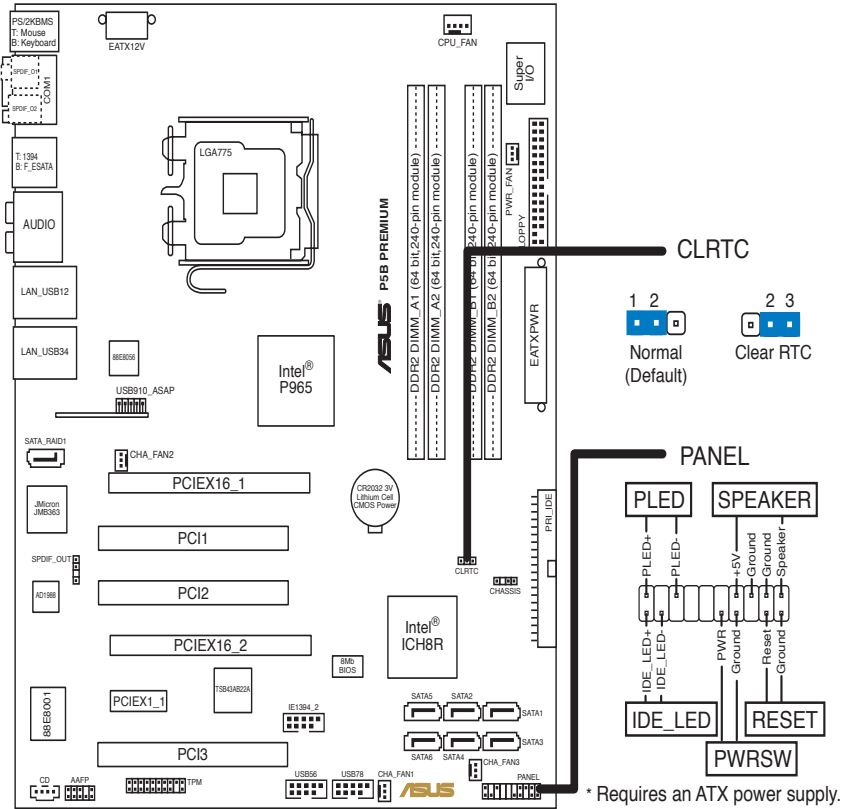 PS/2KBMS
T: Mouse
B: Keyboard
EATX12V
CPU_FAN
Super
I/O
SPDIF_O1
COM1
SPDIF_O2
T: 1394
B: F_ESATA
LGA775
PWR_FAN
FLOPPY
AUDIO
P5B PREMIUM
ASUS
DDR2 DIMM_A1 (64 bit,240-pin module)
DDR2 DIMM_A2 (64 bit,240-pin module)
DDR2 DIMM_B1 (64 bit,240-pin module)
DDR2 DIMM_B2 (64 bit,240-pin module)
CLRTC
LAN_USB12
EATXPWR
1 2
2 3
Normal
(Default)
Clear RTC
LAN_USB34
88E8056
Intel®
P965
USB910_ASAP
SATA_RAID1
CHA_FAN2
PANEL
PCIEX16_1
CR2032 3V
Lithium Cell
CMOS Power
PRI_IDE
JMicron
JMB363
PCI1
PLED
SPEAKER
PLED+
PLED-
+5V
Ground
Ground
Speaker
SPDIF_OUT
CLRTC
CHASSIS
AD1988
PCI2
Intel®
ICH8R
PCIEX16_2
8Mb
BIOS
IDE_LED+
IDE_LED-
PWR
Ground
Reset
Ground
TSB43AB22A
PCIEX1_1
88E8001
IE1394_2
SATA5
SATA2
SATA1
IDE_LED
RESET
PCI3
SATA6
SATA4
SATA3
PWRSW
CHA_FAN3
CD
AAFP
TPM
USB56
USB78
CHA_FAN1
ASUS
PANEL
* Requires an ATX power supply.